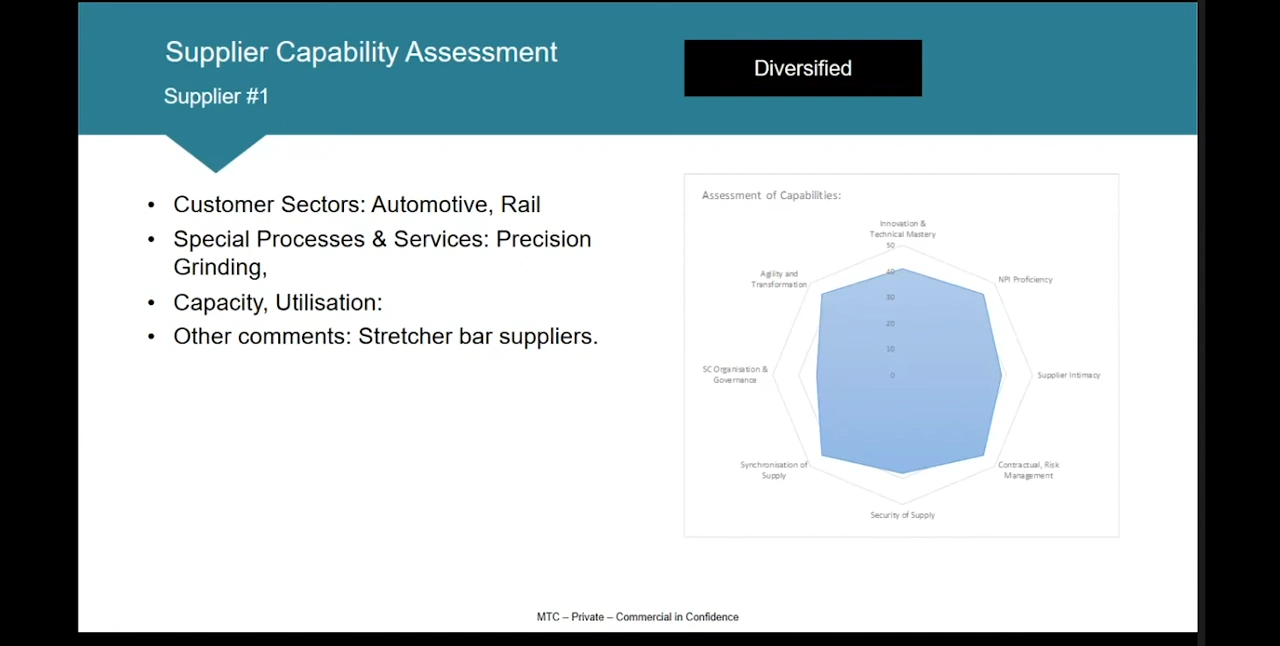 Supplier Capability Assessment
Supplier #1
Diversified
• Customer Sectors: Automotive, Rail
• Special Processes & Services: Precision
Grinding,
• Capacity, Utilisation:
• Other comments: Stretcher bar suppliers.
Assessment of Capabilities:
Innovation &
Technical Mastery
50
40
30
20
10
0
Agility and
Transformation
NPI Proficiency
SC Organisation &
Governance
Supplier Intimacy
Synchronisation of
Supply
Contractual, Risk
Management
Security of Supply
MTC – Private – Commercial in Confidence